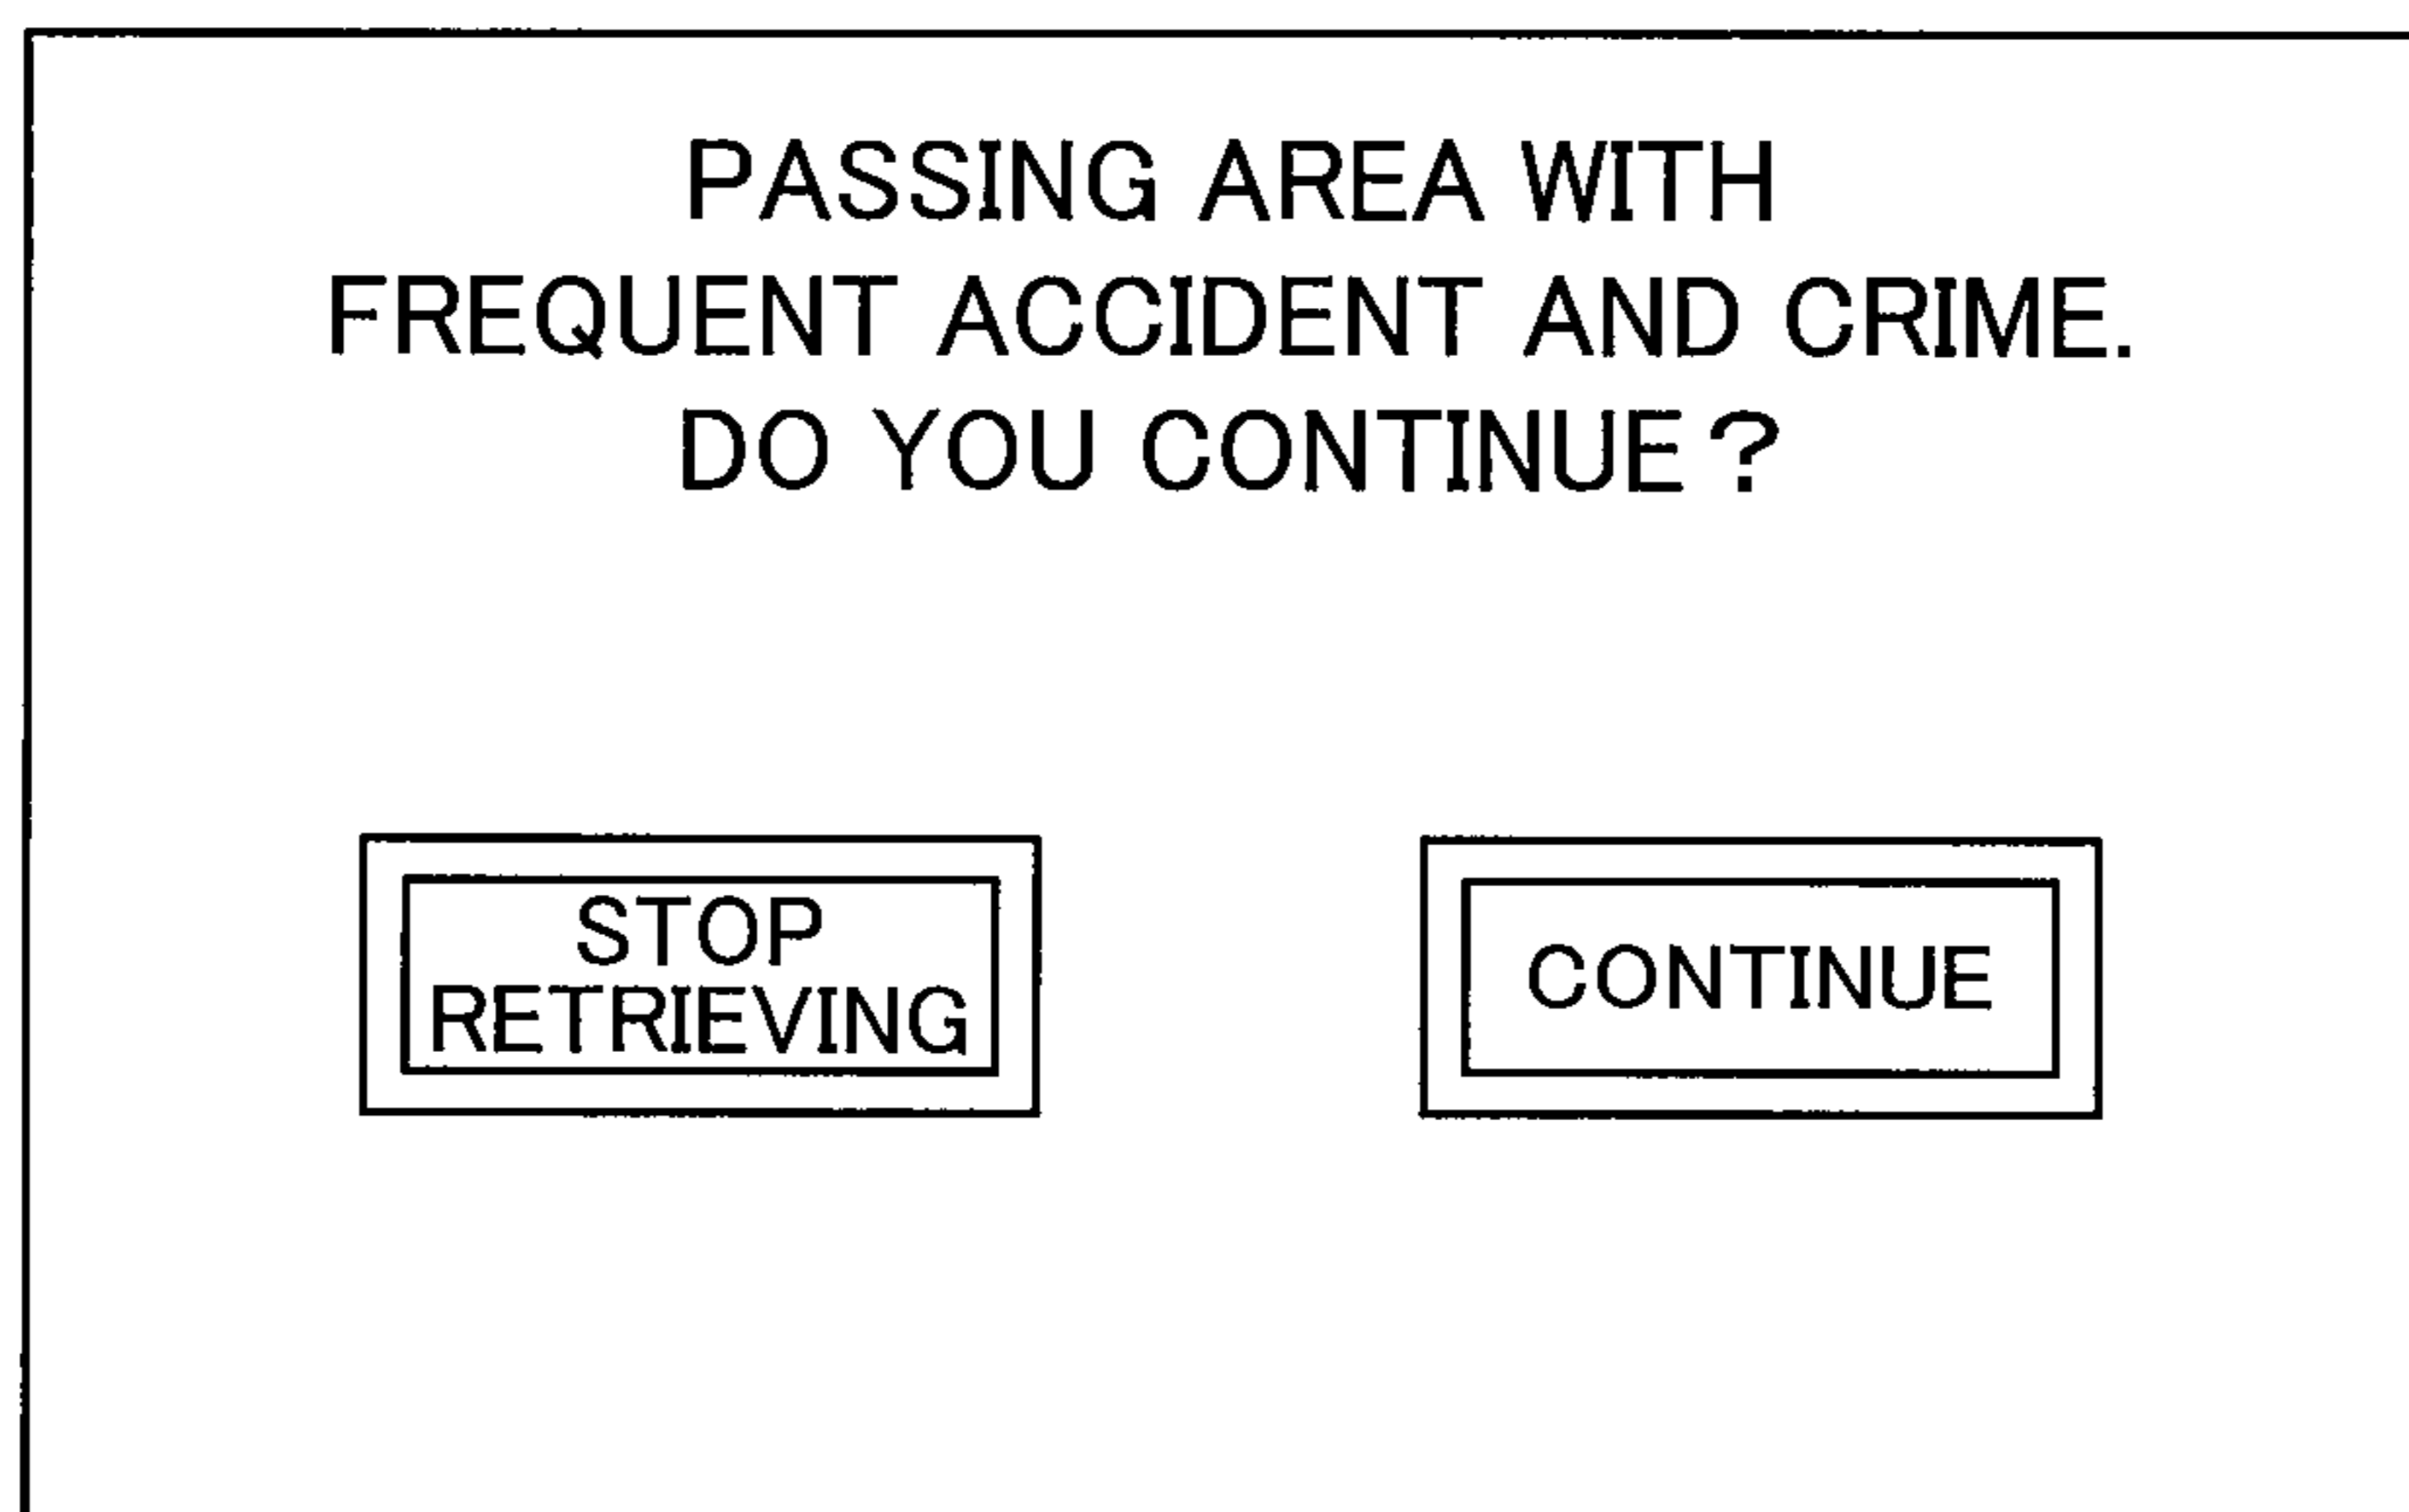 PASSING AREA WITH
FREQUENT ACCIDENT AND CRIME.
DO YOU CONTINUE?
STOP
RETRIEVING
CONTINUE